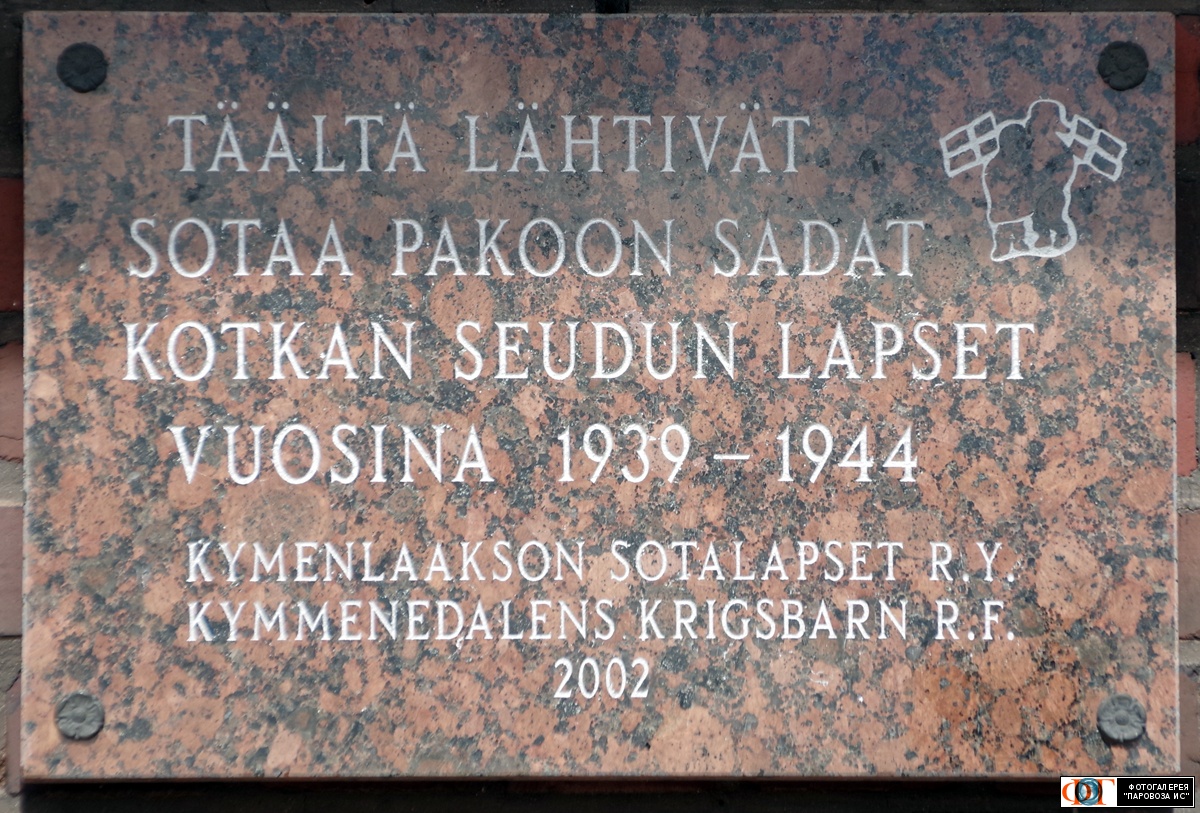 TÄÄLTÄ LÄHTIVÄT
SOTAA PAKOON SADAT
KOTKAN SEUDUN LAPSET
VUOSINA 1939 – 1944
KYMENLAAKSON SOTALAPSET R.Y.
KYMMENEDALENS KRIGSBARN R.F.
2002
ФОТОГАЛЕРЕЯ
"ПАРОВОЗА ИС"